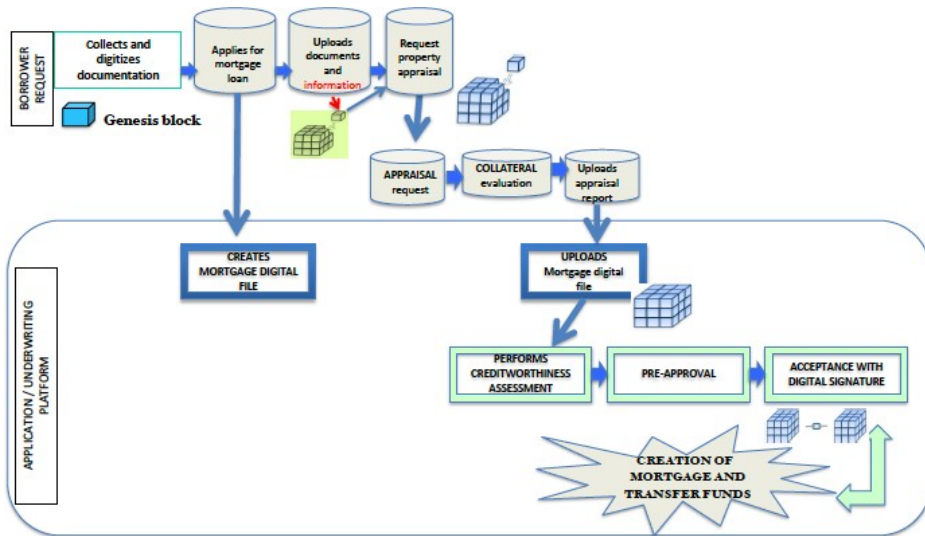 BORROWER
REQUEST
Collects and
digitizes
documentation
Applies for
mortgage
loan
Uploads
documents
and
information
Request
property
appraisal
Genesis block
APPRAISAL
request
COLLATERAL
evaluation
Uploads
appraisal
report
APPLICATION / UNDERWRITING
PLATFORM
CREATES
MORTGAGE DIGITAL
FILE
UPLOADS
Mortgage digital
file
PERFORMS
CREDITWORTHINESS
ASSESSMENT
PRE-APPROVAL
ACCEPTANCE WITH
DIGITAL SIGNATURE
CREATION OF
MORTGAGE AND
TRANSFER FUNDS